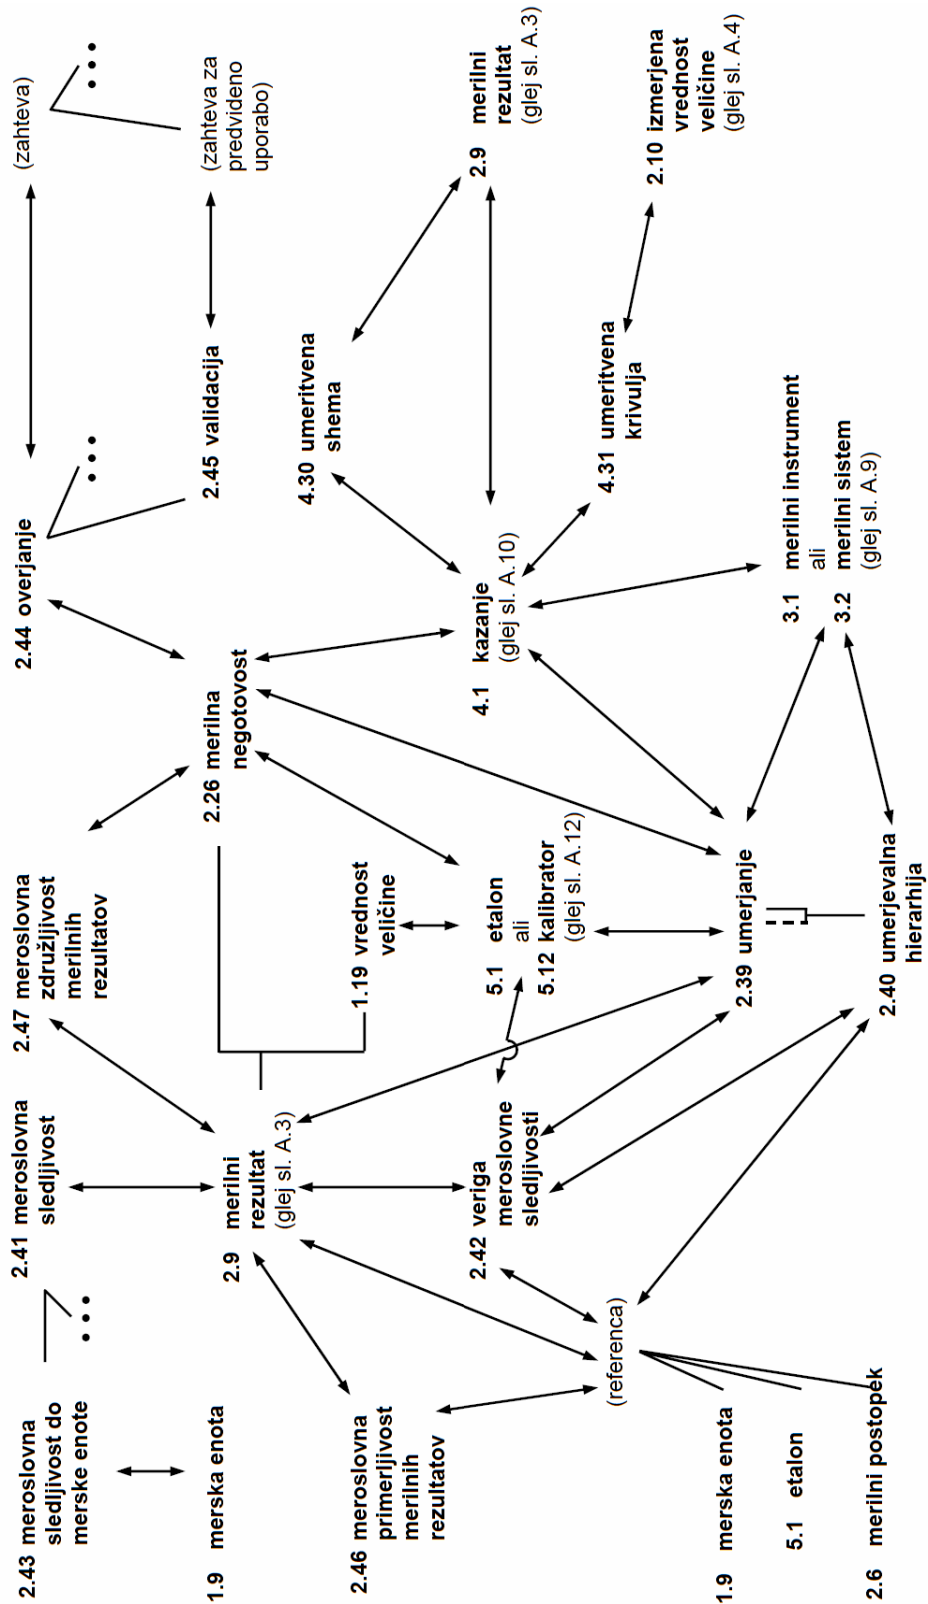 2.43 meroslovna
sledljivost do
merske enote
2.41 meroslovna
sledljivost
2.47 meroslovna
združljivost
merilnih
rezultatov
2.44 overjanje
(zahteva)
1.9 merska enota
2.9 merilni
rezultat
(glej sl. A.3)
2.26 merilna
negotovost
2.45 validacija
(zahteva za
predvideno
uporabo)
2.46 meroslovna
primerljivost
merilnih
rezultatov
1.19 vrednost
veličine
4.30 umeritvena
shema
2.42 veriga
meroslovne
sledljivosti
5.1 etalon
ali
5.12 kalibrator
(glej sl. A.12)
4.1 kazanje
(glej sl. A.10)
2.9 merilni
rezultat
(glej sl. A.3)
(referenca)
4.31 umeritvena
krivulja
2.10 izmerjena
vrednost
veličine
(glej sl. A.4)
1.9 merska enota
5.1 etalon
2.6 merilni postopek
2.39 umerjanje
2.40 umerjevalna
hierarhija
3.1 merilni instrument
ali
3.2 merilni sistem
(glej sl. A.9)